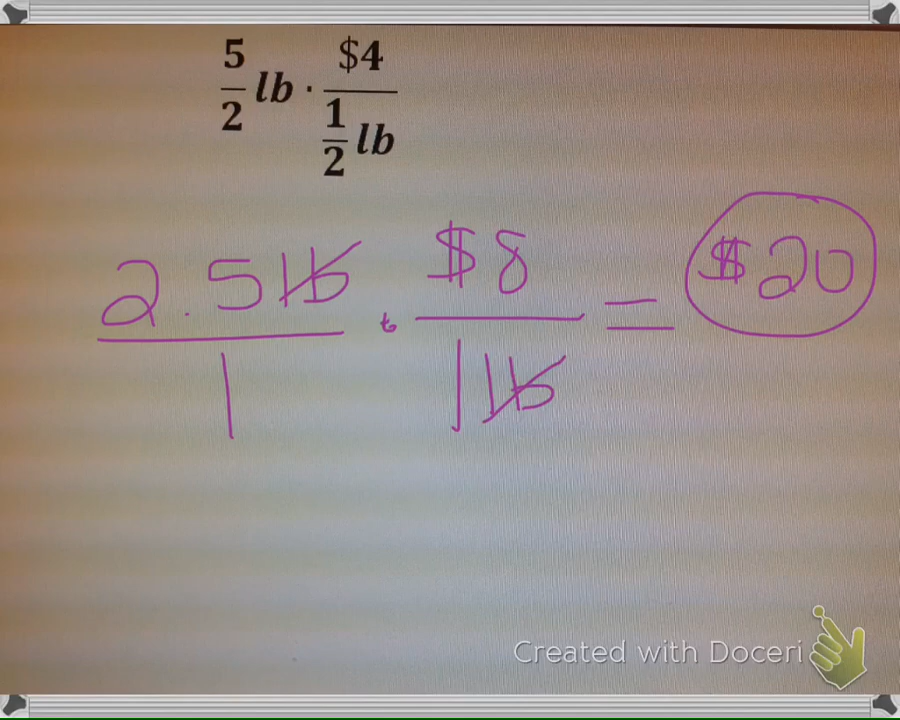 5/2 lb · $4 / 1/2 lb
2.5 lb / 1 · $8 / 1 lb = $20
Created with Doceri